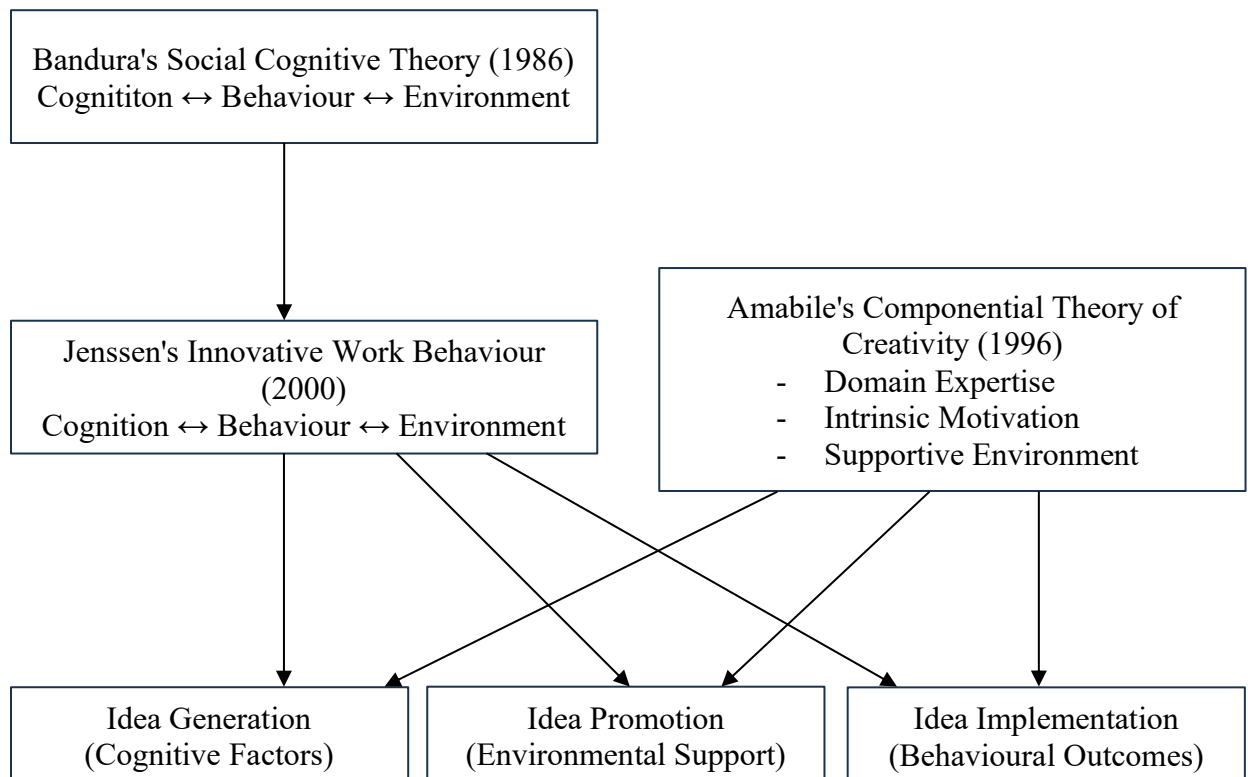 Bandura's Social Cognitive Theory (1986)
Cognititon ↔ Behaviour ↔ Environment
Jenssen's Innovative Work Behaviour
(2000)
Cognition ↔ Behaviour ↔ Environment
Amabile's Componential Theory of
Creativity (1996)
- Domain Expertise
- Intrinsic Motivation
- Supportive Environment
Idea Generation
(Cognitive Factors)
Idea Promotion
(Environmental Support)
Idea Implementation
(Behavioural Outcomes)